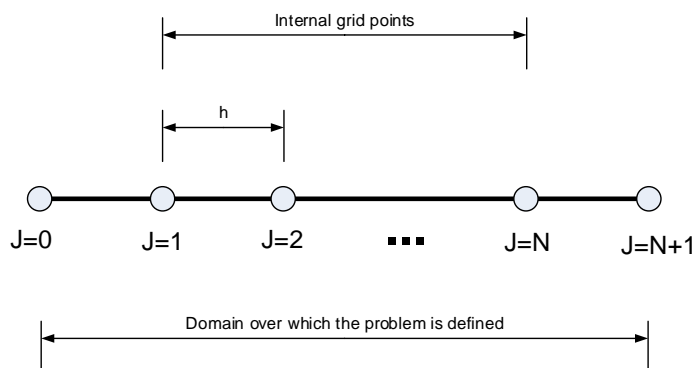 Internal grid points
h
J=0 J=1 J=2 ... J=N J=N+1
Domain over which the problem is defined